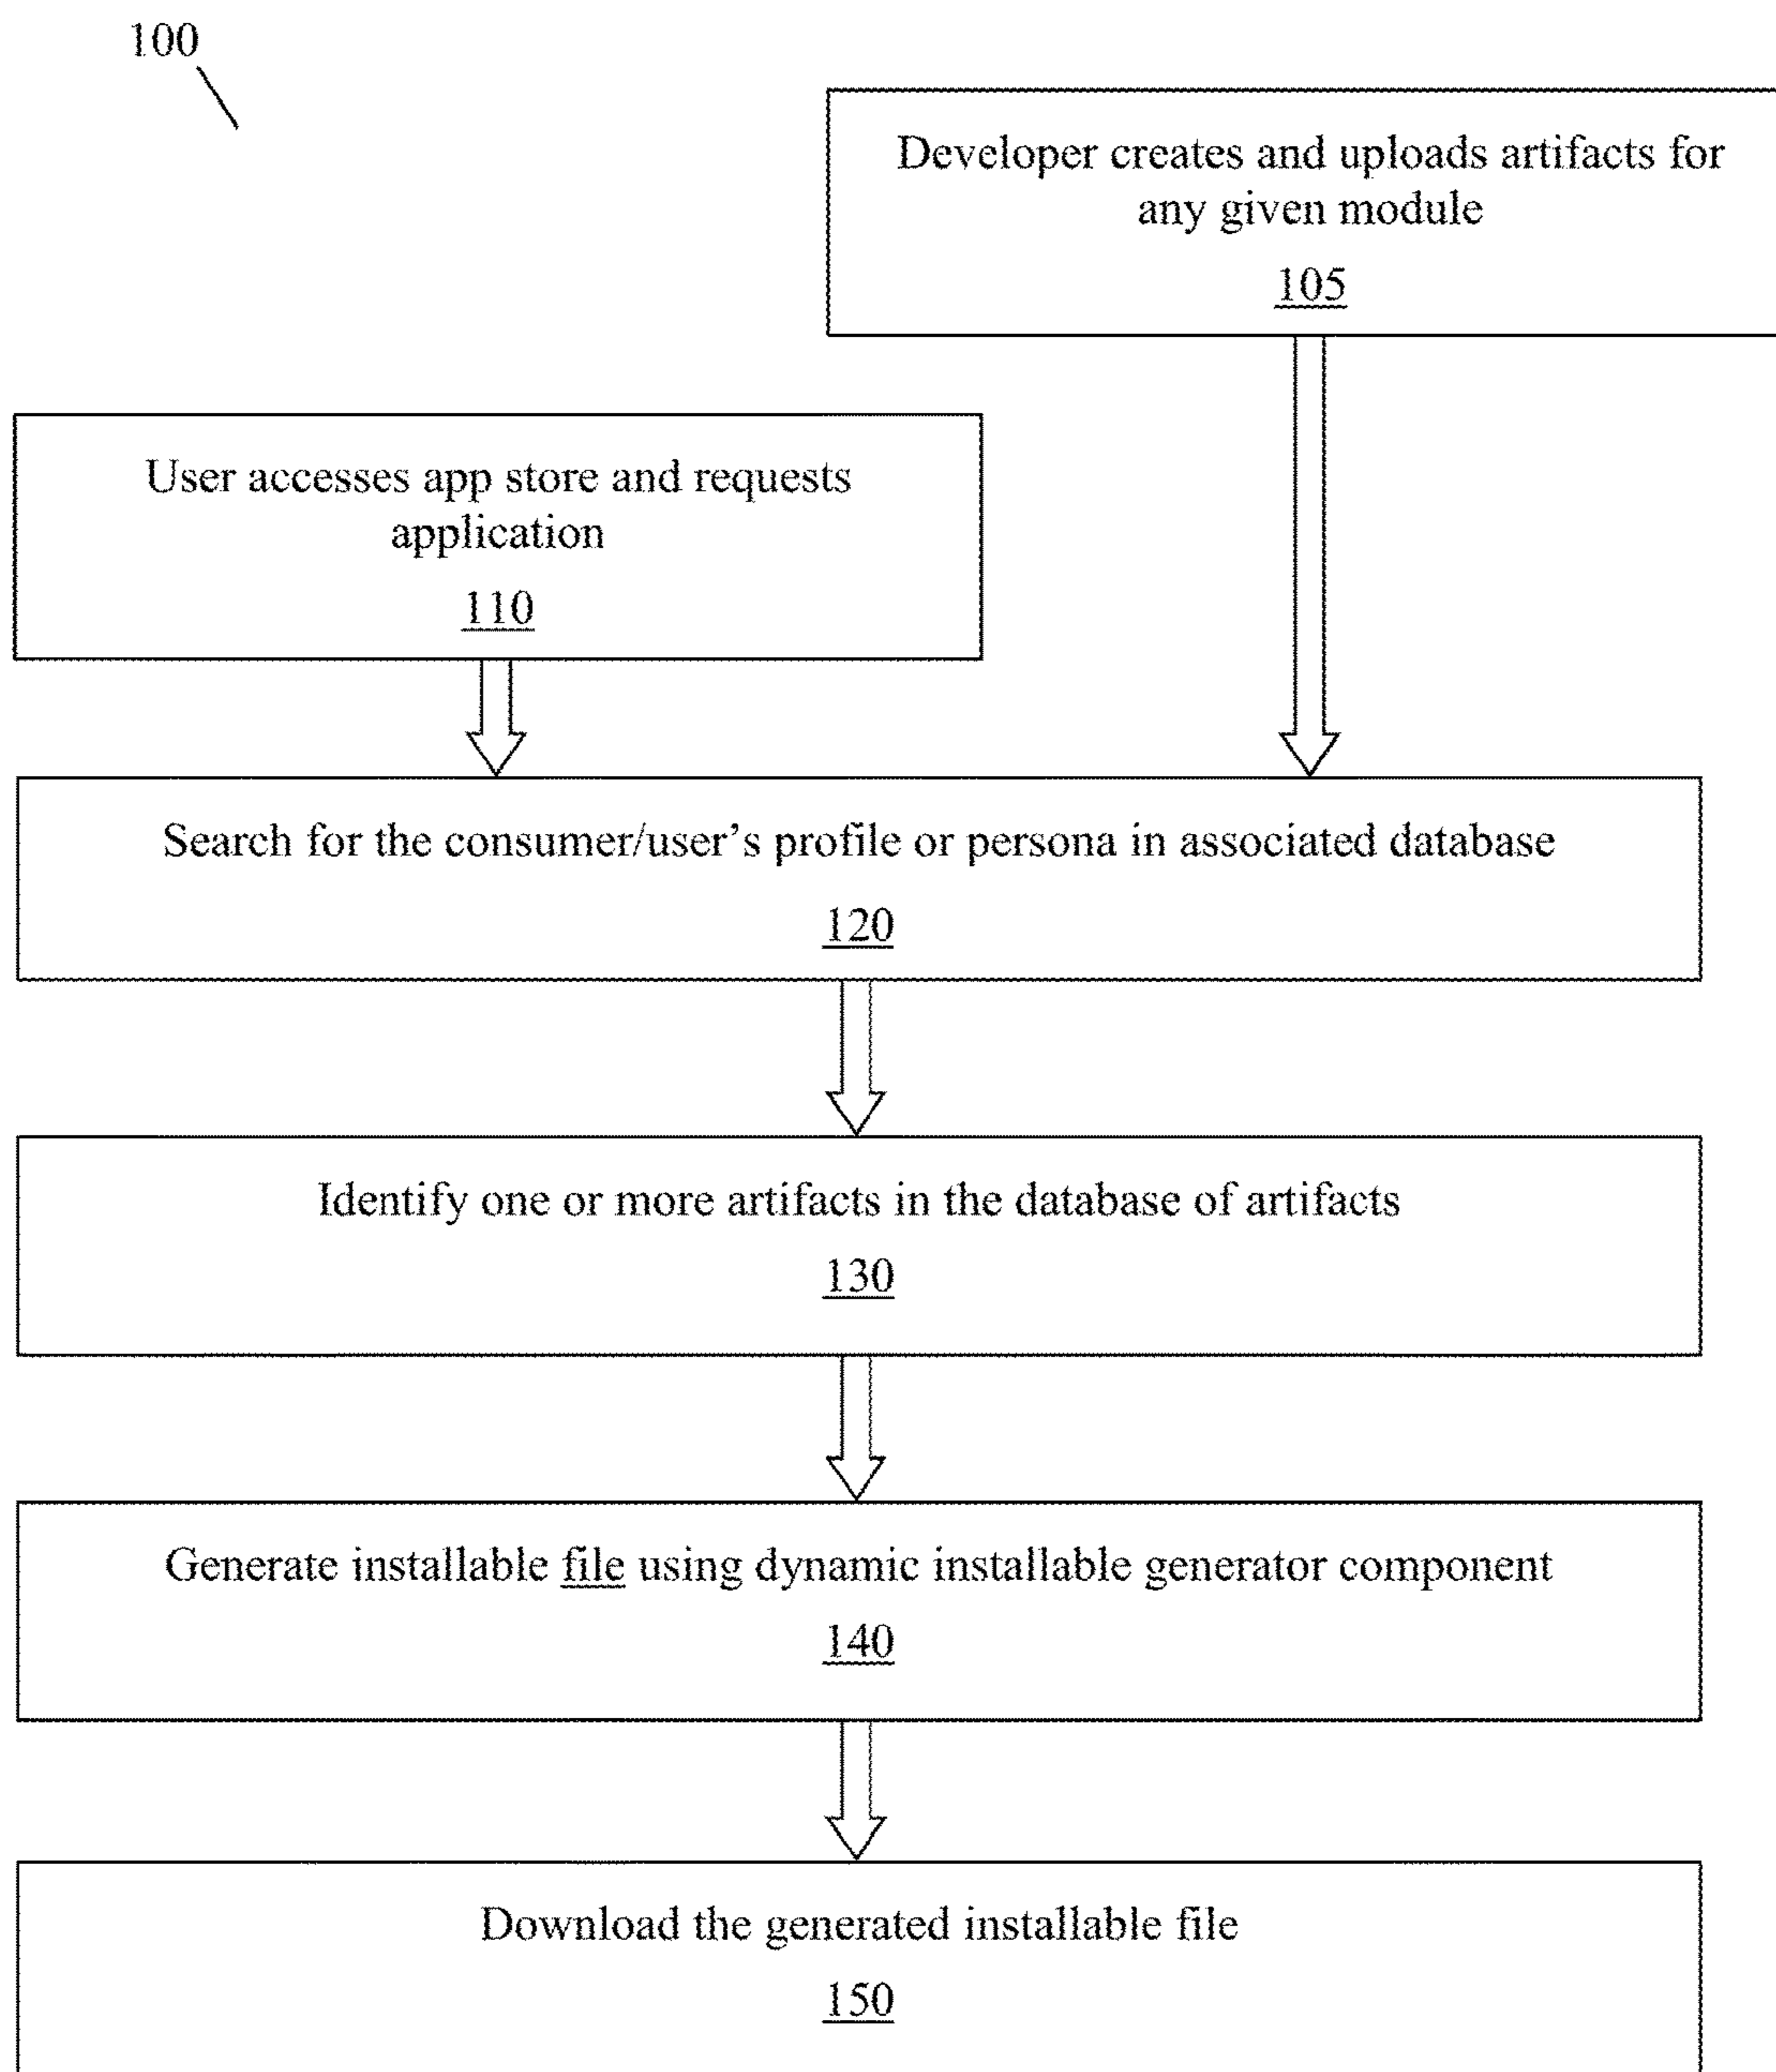 100
Developer creates and uploads artifacts for
any given module
105
User accesses app store and requests
application
110
Search for the consumer/user's profile or persona in associated database
120
Identify one or more artifacts in the database of artifacts
130
Generate installable file using dynamic installable generator component
140
Download the generated installable file
150